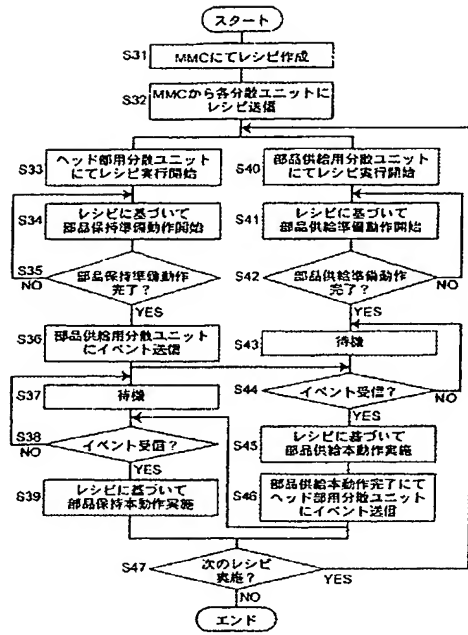 スタート
S31
MMCにてレシピ作成
S32
MMCから各分散ユニットに
レシピ送信
S33
ヘッド部用分散ユニット
にてレシピ実行開始
S34
レシピに基づいて
部品保持準備動作開始
S35
部品保持準備動作
完了?
NO
YES
S36
部品供給用分散ユニット
にイベント送信
S37
待機
S38
イベント受信?
NO
YES
S39
レシピに基づいて
部品保持本動作実施
S40
部品供給用分散ユニット
にてレシピ実行開始
S41
レシピに基づいて
部品供給準備動作開始
S42
部品供給準備動作
完了?
NO
YES
S43
待機
S44
イベント受信?
NO
YES
S45
レシピに基づいて
部品供給本動作実施
S46
部品供給本動作完了にて
ヘッド部用分散ユニット
にイベント送信
S47
次のレシピ
実施?
YES
NO
エンド